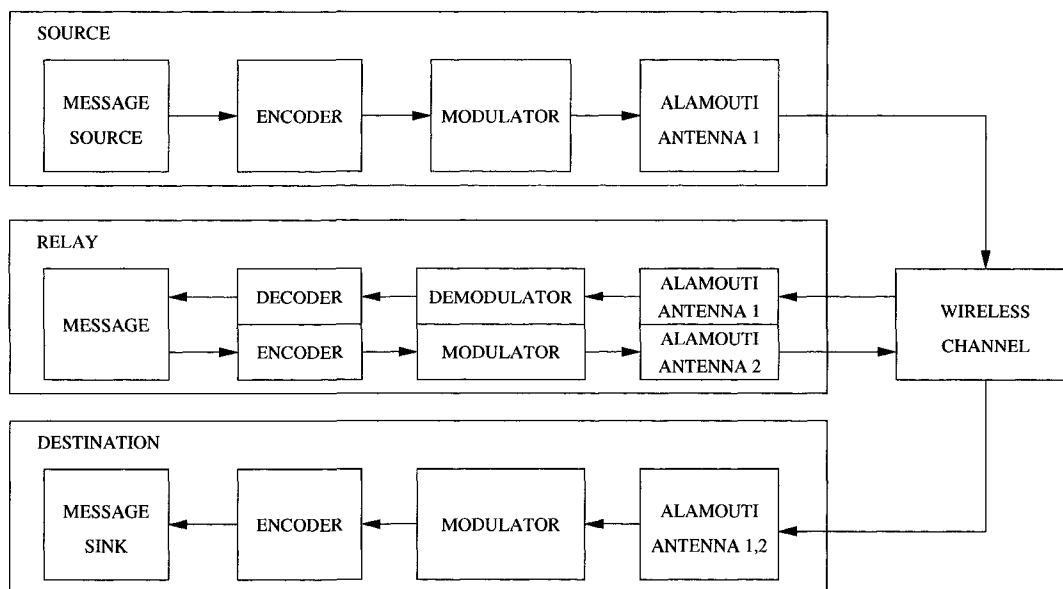 SOURCE
MESSAGE
SOURCE
ENCODER
MODULATOR
ALAMOUTI
ANTENNA 1
RELAY
MESSAGE
DECODER
DEMODULATOR
ALAMOUTI
ANTENNA 1
ENCODER
MODULATOR
ALAMOUTI
ANTENNA 2
WIRELESS
CHANNEL
DESTINATION
MESSAGE
SINK
ENCODER
MODULATOR
ALAMOUTI
ANTENNA 1,2